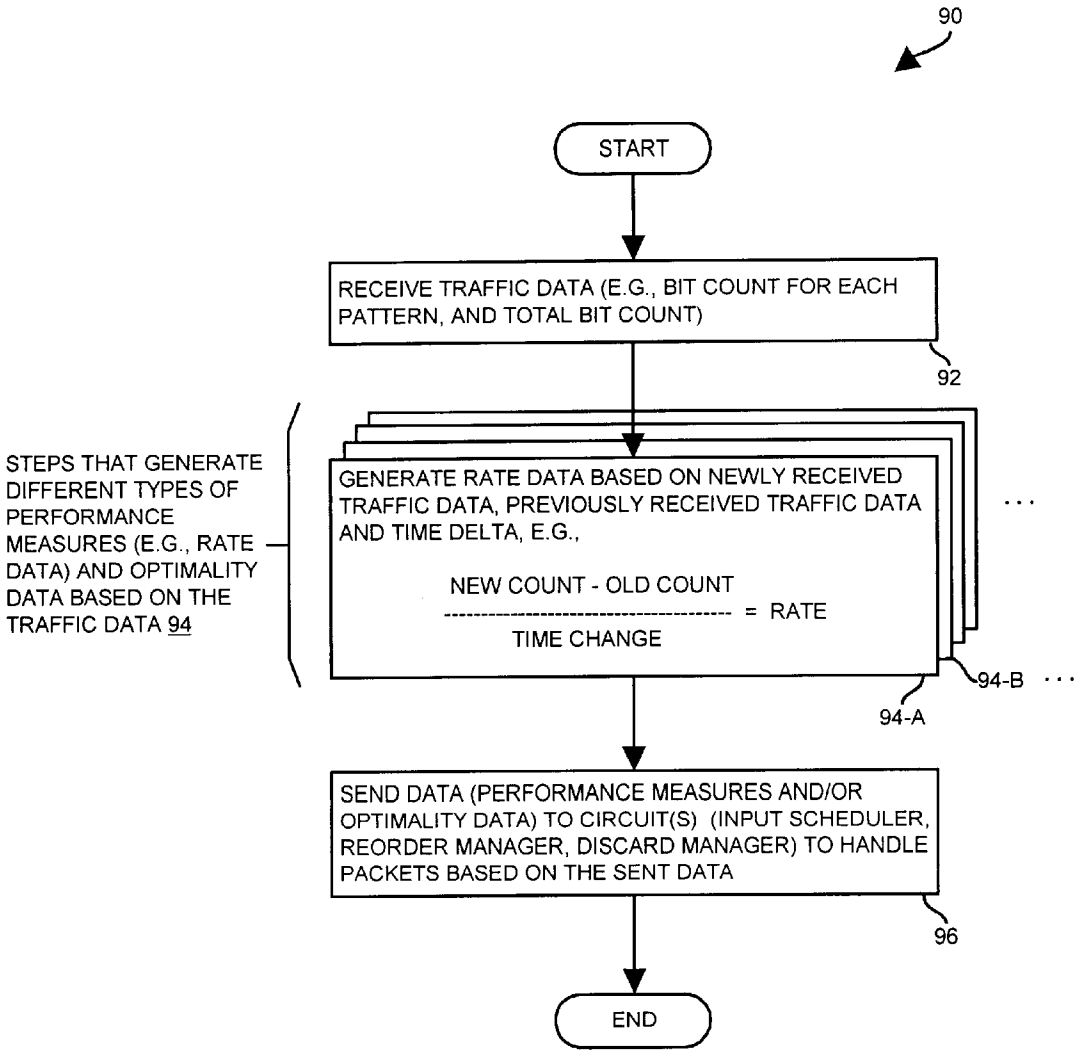 90
START
RECEIVE TRAFFIC DATA (E.G., BIT COUNT FOR EACH
PATTERN, AND TOTAL BIT COUNT)
92
STEPS THAT GENERATE
DIFFERENT TYPES OF
PERFORMANCE
MEASURES (E.G., RATE
DATA) AND OPTIMALITY
DATA BASED ON THE
TRAFFIC DATA 94
GENERATE RATE DATA BASED ON NEWLY RECEIVED
TRAFFIC DATA, PREVIOUSLY RECEIVED TRAFFIC DATA
AND TIME DELTA, E.G.,
NEW COUNT - OLD COUNT
------------------------------------ = RATE
TIME CHANGE
. . .
94-B . . .
94-A
SEND DATA (PERFORMANCE MEASURES AND/OR
OPTIMALITY DATA) TO CIRCUIT(S) (INPUT SCHEDULER,
REORDER MANAGER, DISCARD MANAGER) TO HANDLE
PACKETS BASED ON THE SENT DATA
96
END